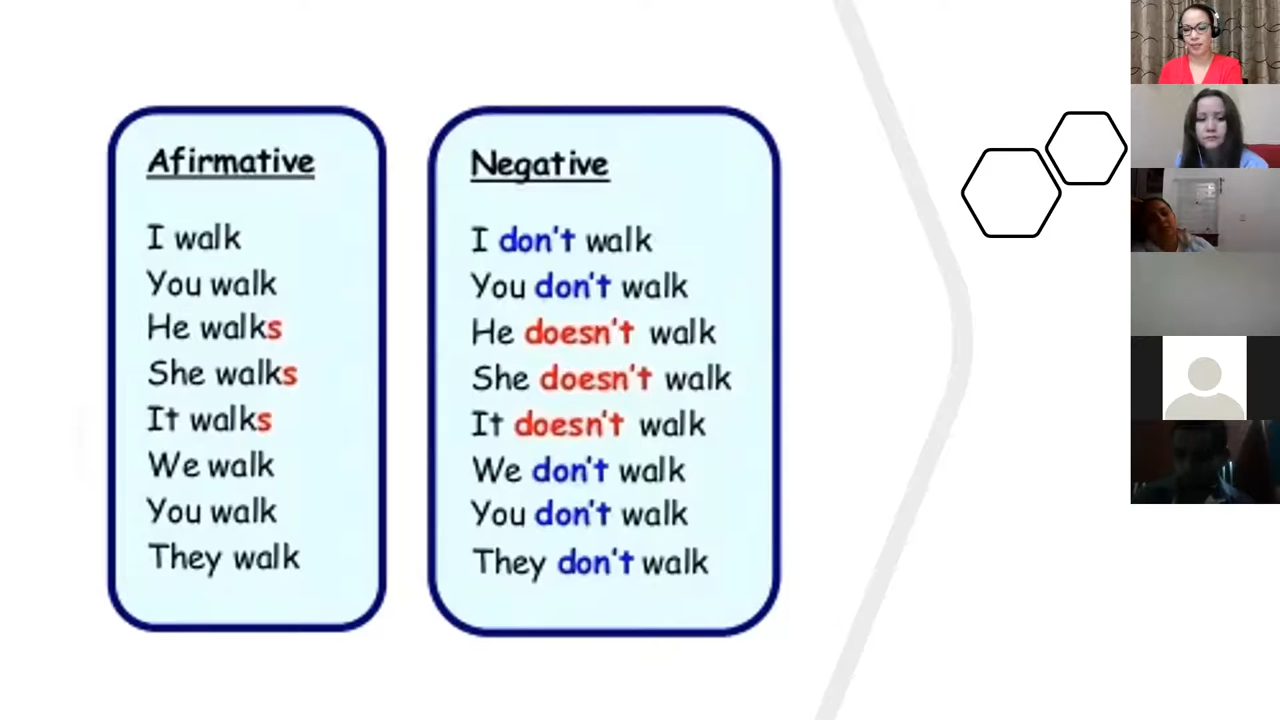 Afirmative
I walk
You walk
He walks
She walks
It walks
We walk
You walk
They walk
Negative
I don't walk
You don't walk
He doesn't walk
She doesn't walk
It doesn't walk
We don't walk
You don't walk
They don't walk